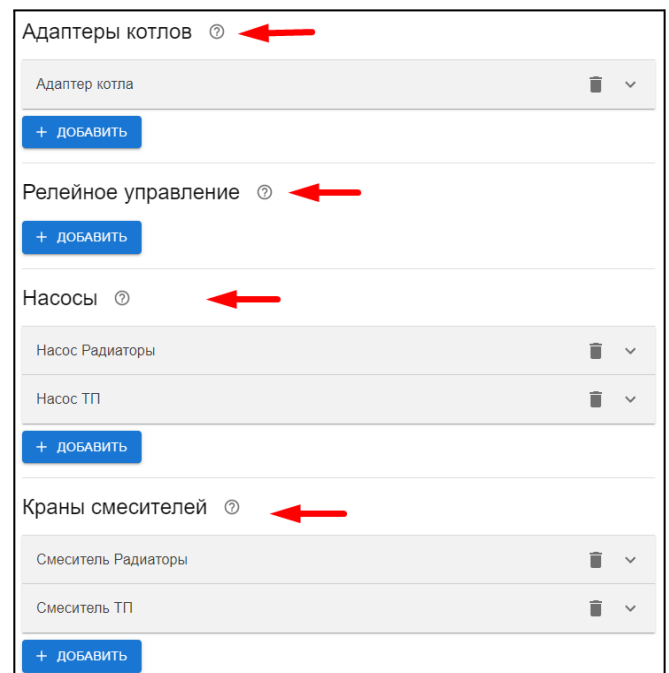 Адаптеры котлов
Адаптер котла
+ ДОБАВИТЬ
Релейное управление
+ ДОБАВИТЬ
Насосы
Насос Радиаторы
Насос ТП
+ ДОБАВИТЬ
Краны смесителей
Смеситель Радиаторы
Смеситель ТП
+ ДОБАВИТЬ